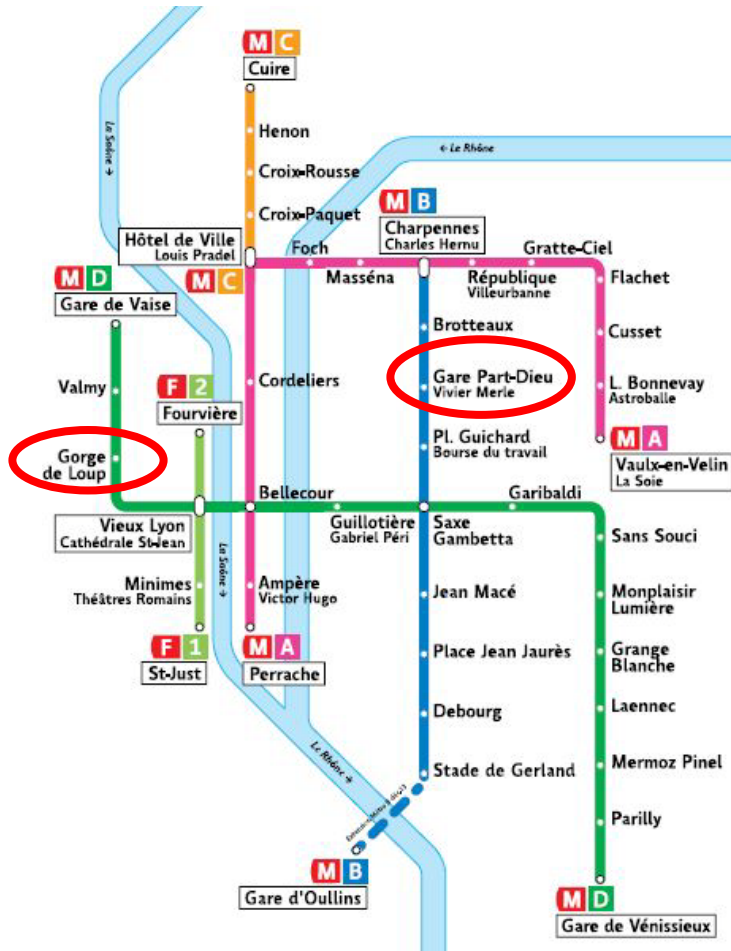 M C
Cuire
La Saône →
Henon
← Le Rhône
Croix-Rousse
Croix-Paquet
M B
Charpennes
Charles Hernu
Hôtel de Ville
Louis Pradel
Foch
Masséna
République
Villeurbanne
Gratte-Ciel
Flachet
M C
M D
Gare de Vaise
Brotteaux
Cusset
Valmy
F 2
Fourvière
Cordeliers
Gare Part-Dieu
Vivier Merle
L. Bonnevay
Astroballe
Gorge
de Loup
Pl. Guichard
Bourse du travail
M A
Vaulx-en-Velin
La Soie
Bellecour
Garibaldi
Vieux Lyon
Cathédrale St-Jean
Guillotière
Gabriel Péri
Saxe
Gambetta
Sans Souci
La Saône →
Minimes
Théâtres Romains
Ampère
Victor Hugo
Jean Macé
Monplaisir
Lumière
F 1
St-Just
M A
Perrache
Place Jean Jaurès
Grange
Blanche
Debourg
Laennec
Le Rhône →
Stade de Gerland
Mermoz Pinel
Parilly
M B
Gare d'Oullins
M D
Gare de Vénissieux